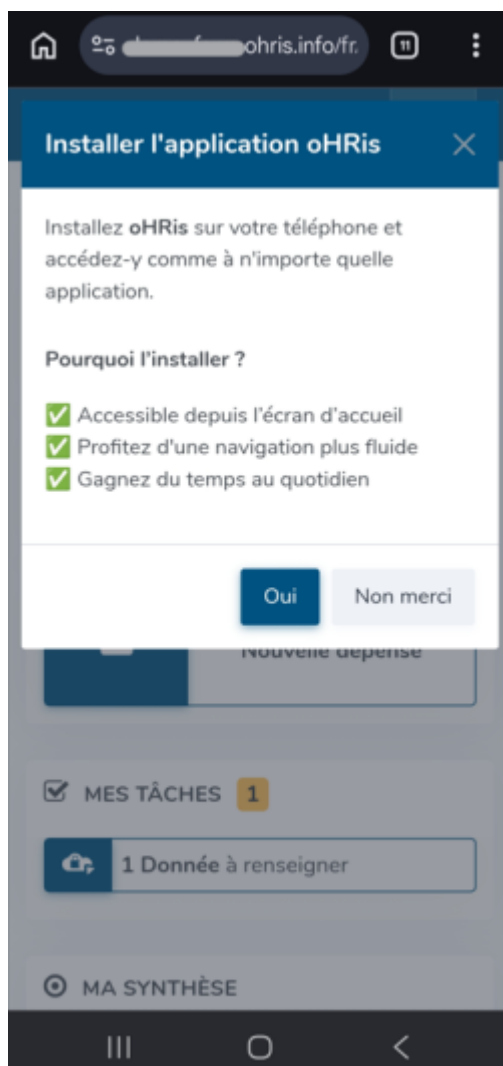 ohris.info/fr.
11
Installer l'application oHRis
Installez oHRis sur votre téléphone et
accédez-y comme à n'importe quelle
application.
Pourquoi l'installer ?
✅ Accessible depuis l’écran d’accueil
✅ Profitez d'une navigation plus fluide
✅ Gagnez du temps au quotidien
Oui
Non merci
Nouvelle dépense
MES TÂCHES 1
1 Donnée à renseigner
MA SYNTHÈSE